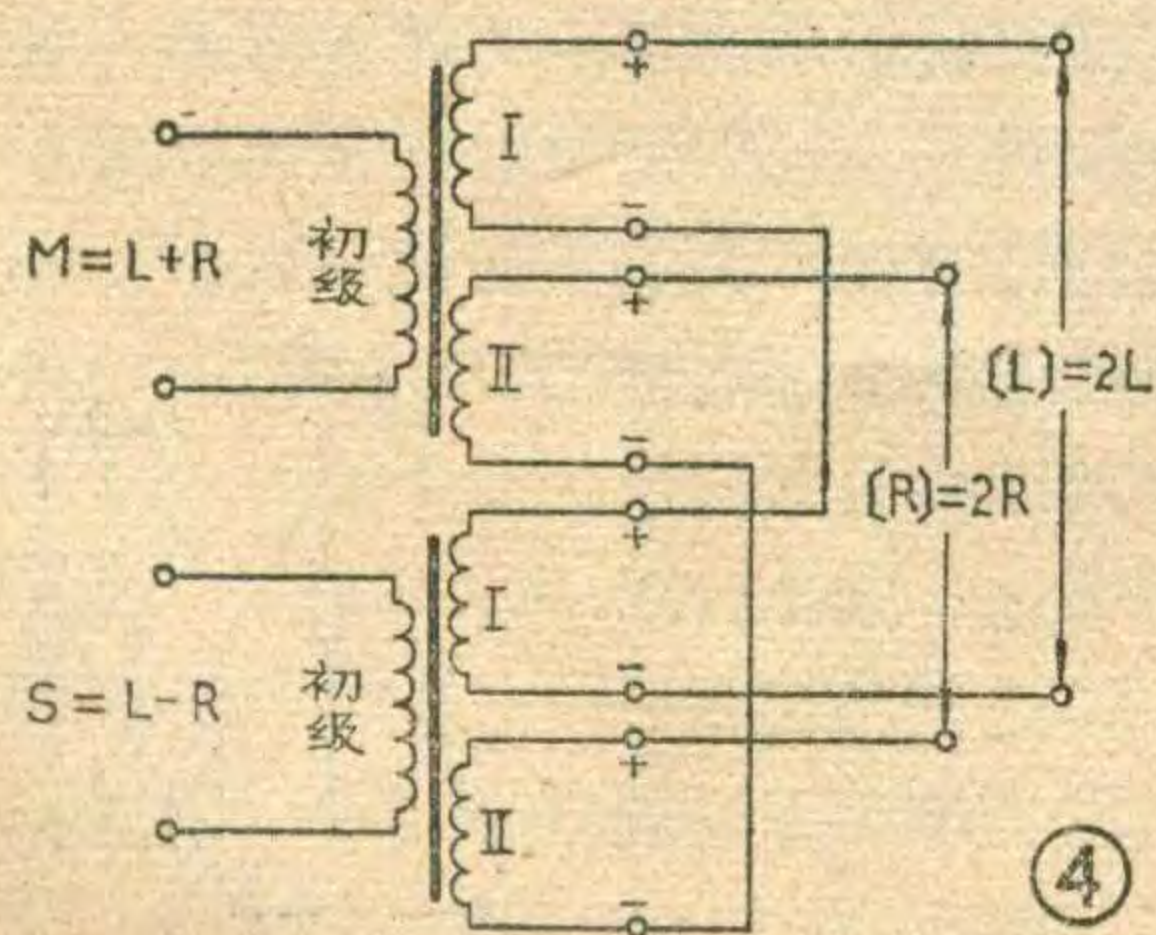 +
I
M=L+R
初级
-
+
II
(L)=2L
-
+
(R)=2R
I
S=L-R
初级
-
+
II
-
④